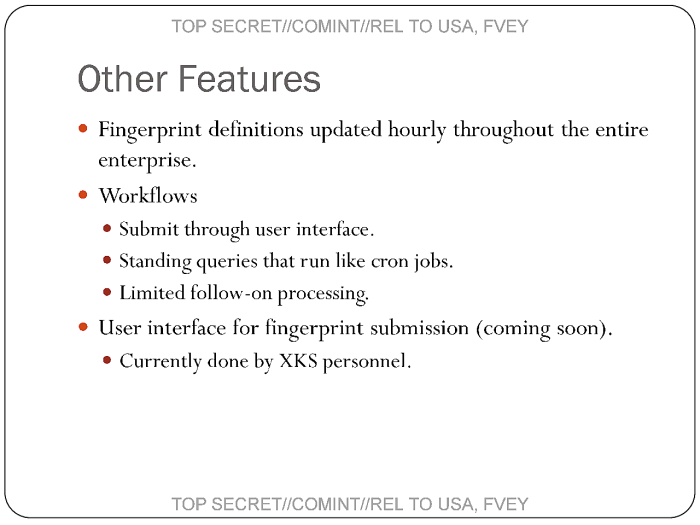 TOP SECRET//COMINT//REL TO USA, FVEY
Other Features
Fingerprint definitions updated hourly throughout the entire
enterprise.
Workflows
Submit through user interface.
Standing queries that run like cron jobs.
Limited follow-on processing.
User interface for fingerprint submission (coming soon).
Currently done by XKS personnel.
TOP SECRET//COMINT//REL TO USA, FVEY